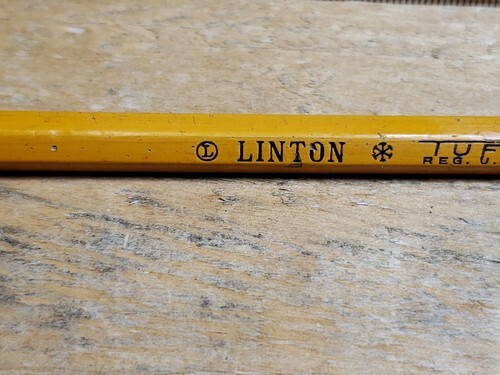 Ⓛ LINTON ✻ TUF
REG. U.